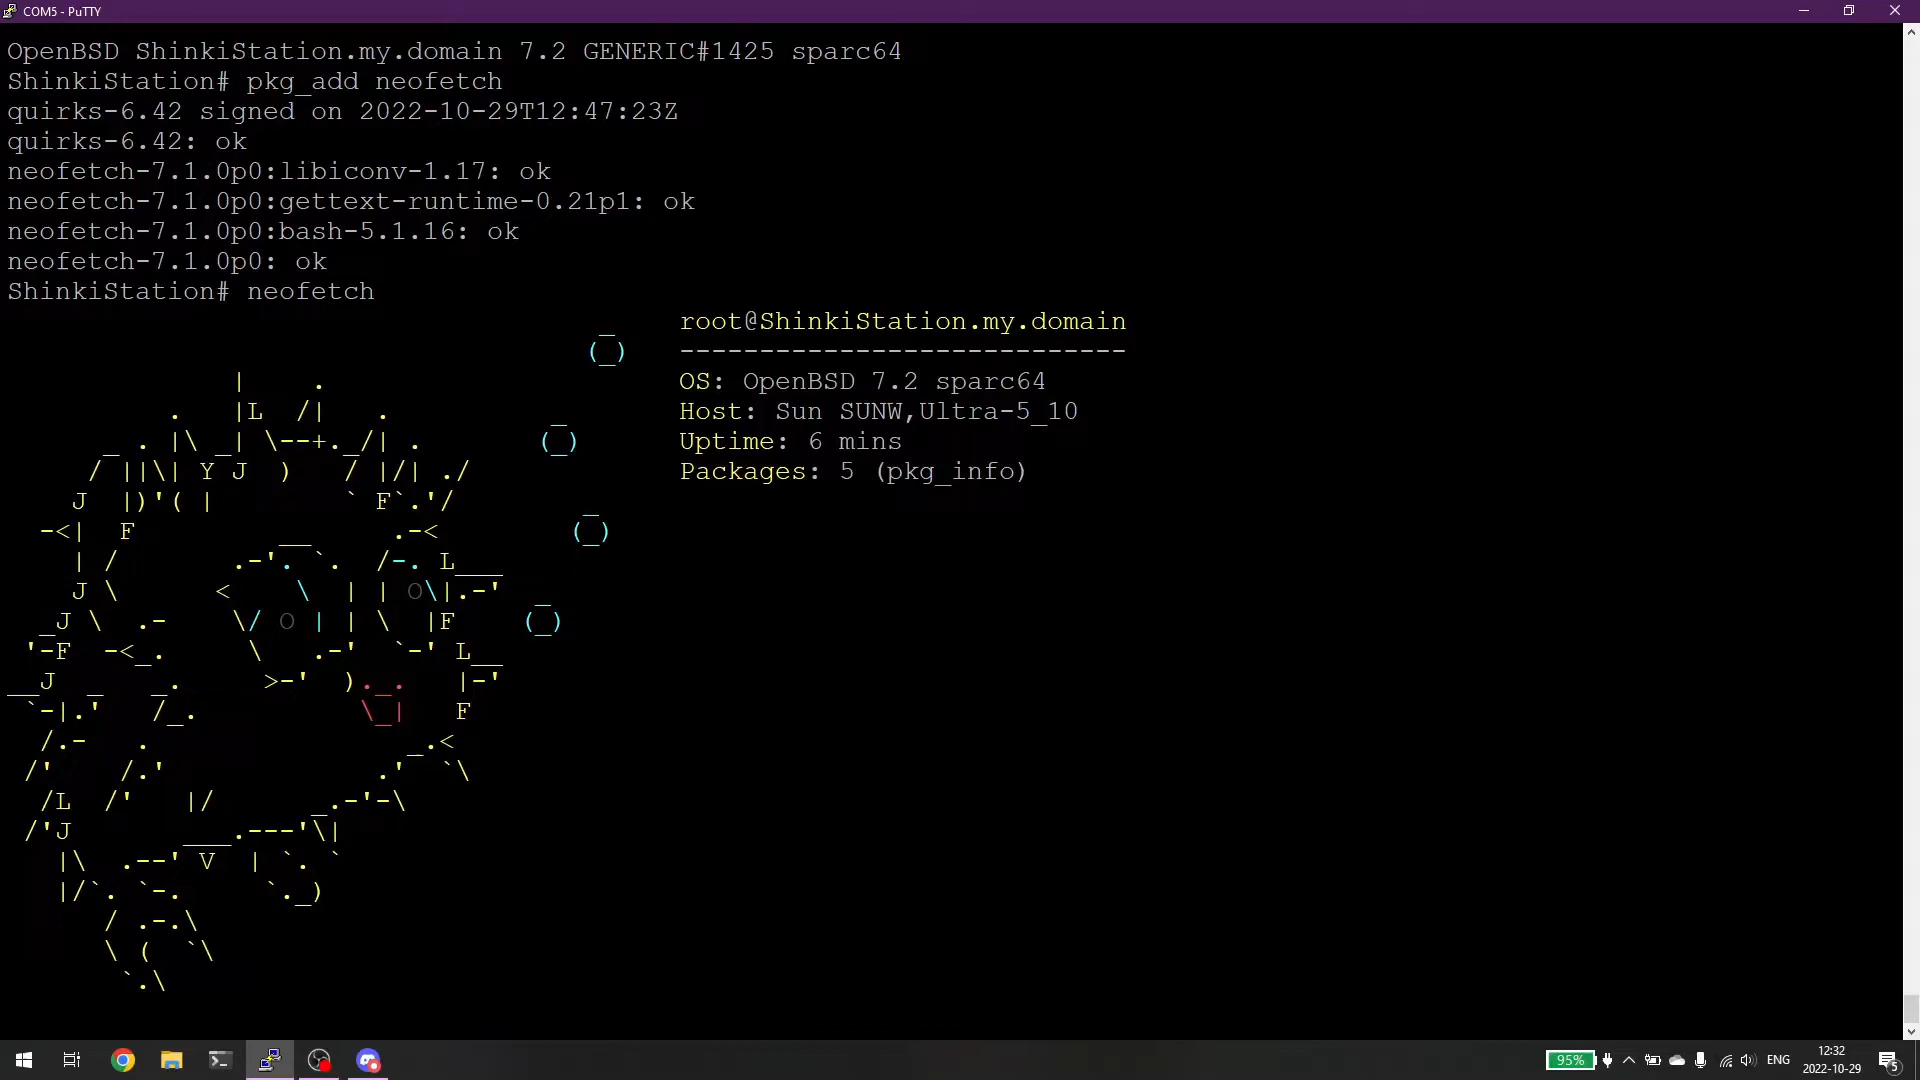 COM5 - PuTTY
OpenBSD ShinkiStation.my.domain 7.2 GENERIC#1425 sparc64
ShinkiStation# pkg_add neofetch
quirks-6.42 signed on 2022-10-29T12:47:23Z
quirks-6.42: ok
neofetch-7.1.0p0:libiconv-1.17: ok
neofetch-7.1.0p0:gettext-runtime-0.21p1: ok
neofetch-7.1.0p0:bash-5.1.16: ok
neofetch-7.1.0p0: ok
ShinkiStation# neofetch
root@ShinkiStation.my.domain
----------------------------
OS: OpenBSD 7.2 sparc64
Host: Sun SUNW,Ultra-5_10
Uptime: 6 mins
Packages: 5 (pkg_info)
95%
ENG
12:32
2022-10-29
5